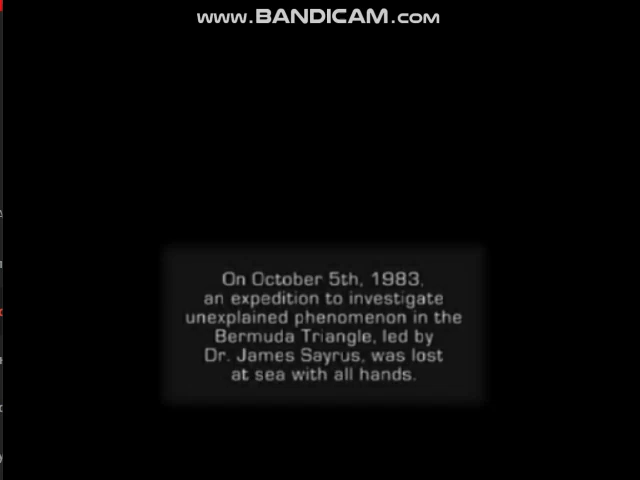 www.BANDICAM.com
On October 5th, 1983,
an expedition to investigate
unexplained phenomenon in the
Bermuda Triangle, led by
Dr. James Sayrus, was lost
at sea with all hands.